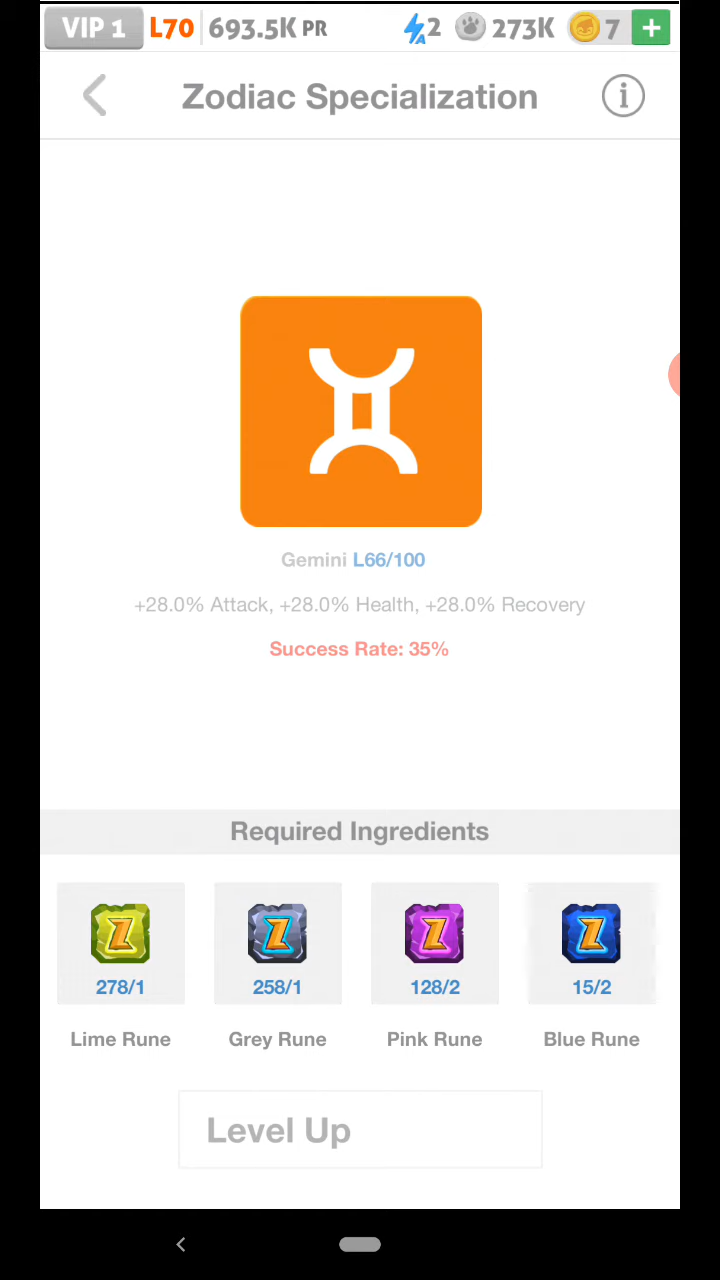 VIP 1 L70 693.5K PR 2 273K 7 +
Zodiac Specialization i
Gemini L66/100
+28.0% Attack, +28.0% Health, +28.0% Recovery
Success Rate: 35%
Required Ingredients
Z Z Z Z
278/1 258/1 128/2 15/2
Lime Rune Grey Rune Pink Rune Blue Rune
Level Up